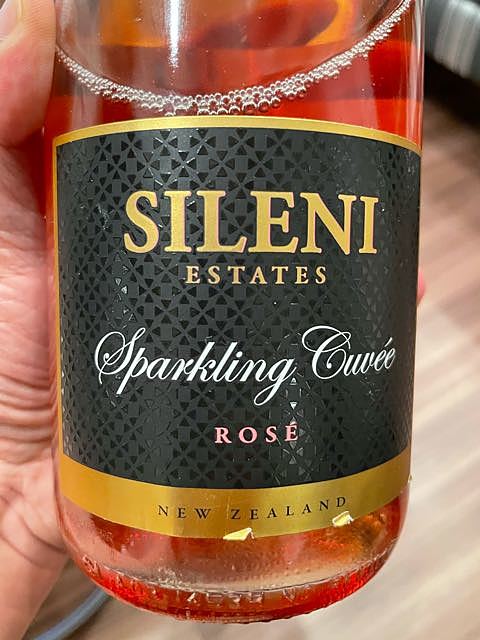 SILENI
ESTATES
Sparkling Cuvée
ROSÉ
NEW ZEALAND